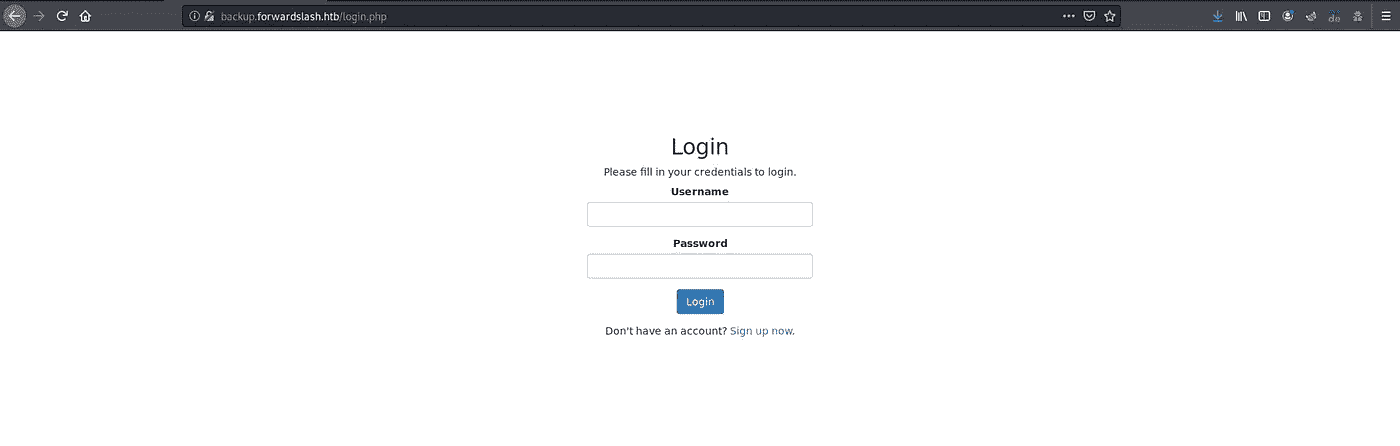 backup.forwardslash.htb/login.php
Login
Please fill in your credentials to login.
Username
Password
Login
Don't have an account? Sign up now.